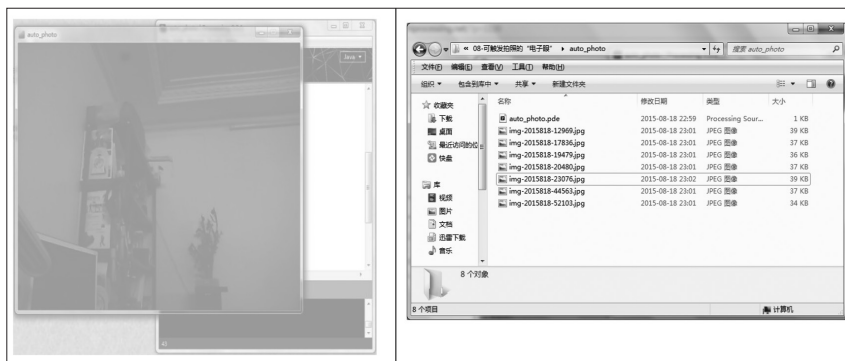 auto_photo
Java
43
08-可触发拍照的“电子眼” auto_photo
搜索 auto_photo
文件(F) 编辑(E) 查看(V) 工具(T) 帮助(H)
组织 包含到库中 共享 新建文件夹
名称 修改日期 类型 大小
auto_photo.pde 2015-08-18 22:59 Processing Sour... 1 KB
img-2015818-12969.jpg 2015-08-18 23:01 JPEG 图像 39 KB
img-2015818-17836.jpg 2015-08-18 23:01 JPEG 图像 37 KB
img-2015818-19479.jpg 2015-08-18 23:01 JPEG 图像 36 KB
img-2015818-20480.jpg 2015-08-18 23:01 JPEG 图像 37 KB
img-2015818-23076.jpg 2015-08-18 23:02 JPEG 图像 39 KB
img-2015818-44563.jpg 2015-08-18 23:01 JPEG 图像 37 KB
img-2015818-52103.jpg 2015-08-18 23:01 JPEG 图像 34 KB
收藏夹
下载
桌面
最近访问的位
快盘
库
视频
图片
文档
迅雷下载
音乐
8 个对象
8 个项目
计算机